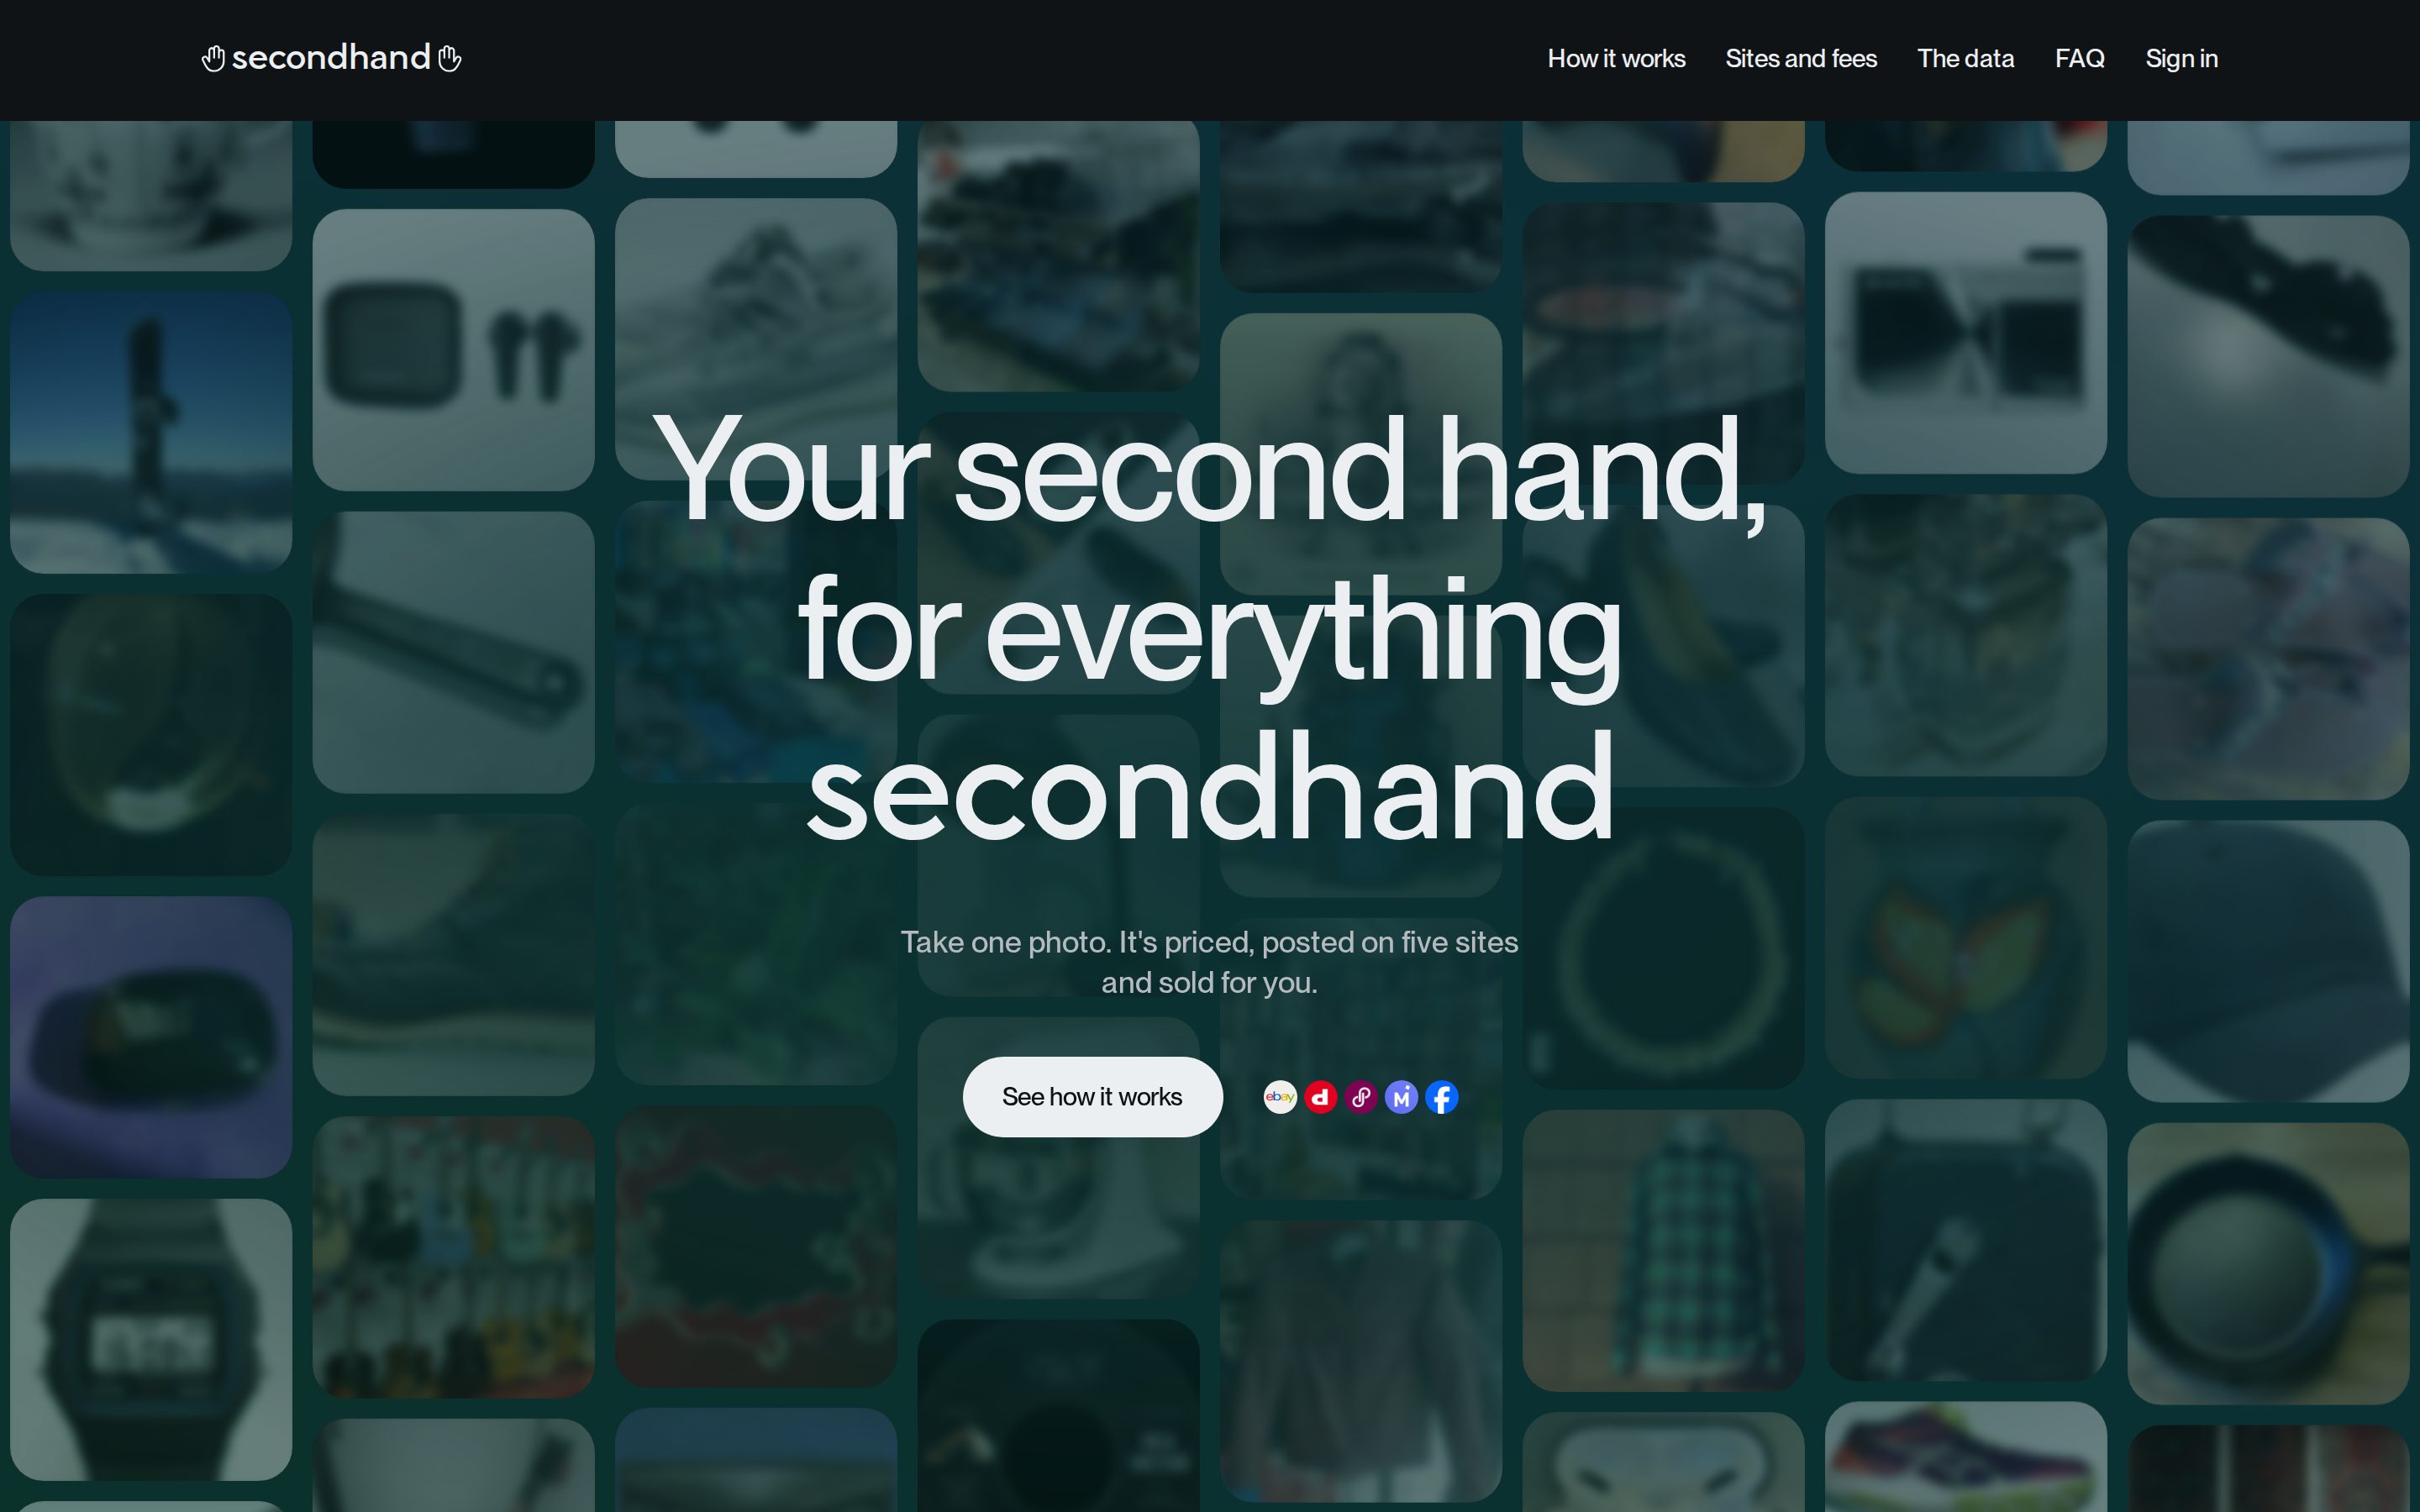 secondhand
How it works
Sites and fees
The data
FAQ
Sign in
Your second hand,
for everything
secondhand
Take one photo. It's priced, posted on five sites
and sold for you.
See how it works
ebay